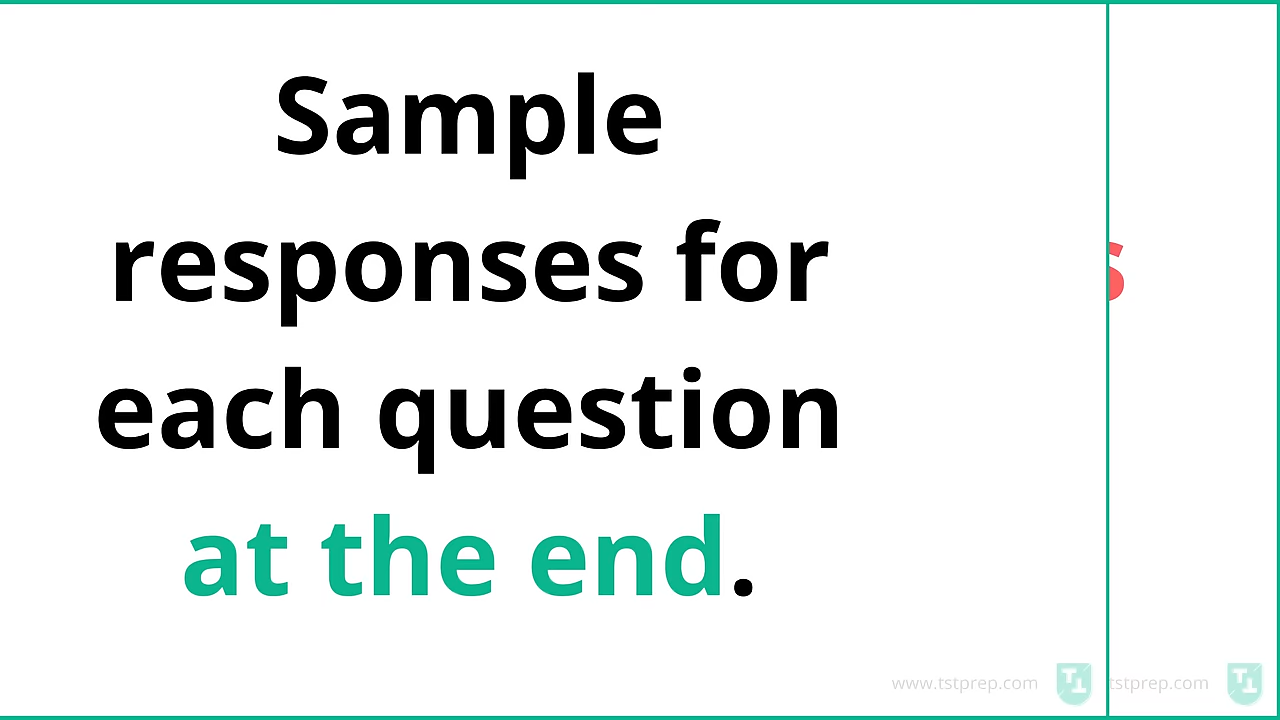 Sample
responses for
each question
at the end.
s
www.tstprep.com
tstprep.com